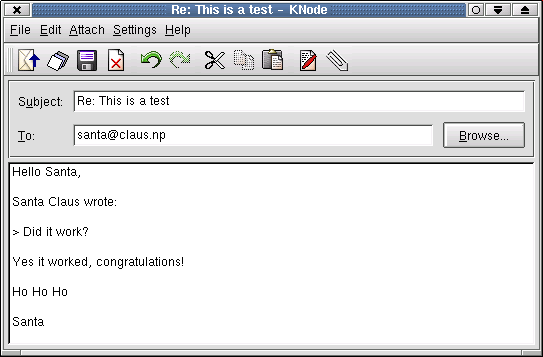 Re: This is a test - KNode
File Edit Attach Settings Help
Subject: Re: This is a test
To: santa@claus.np Browse...
Hello Santa,
Santa Claus wrote:
> Did it work?
Yes it worked, congratulations!
Ho Ho Ho
Santa